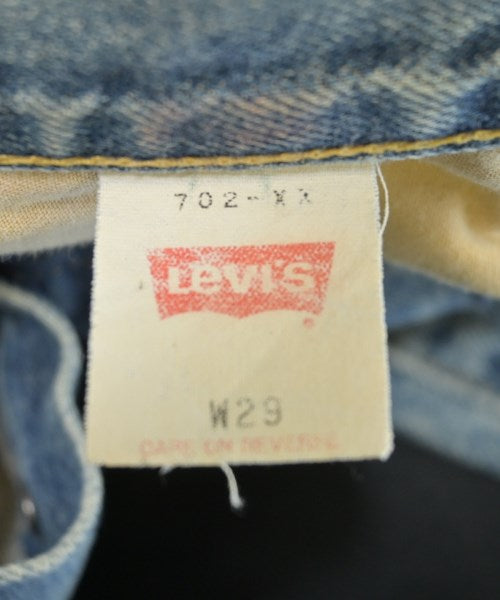 702-XX
LEVI'S
®
W29
CARE ON REVERSE